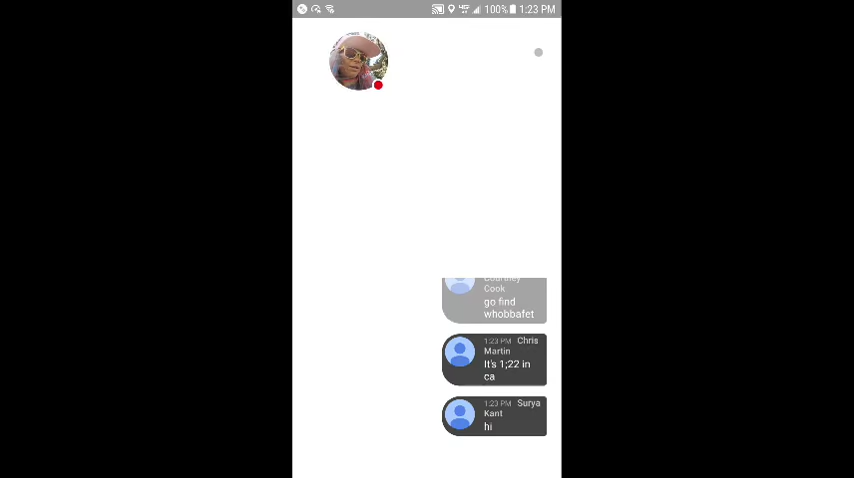 100% 1:23 PM
Courtney
Cook
go find
whobbafet
1:23 PM Chris
Martin
It's 1;22 in
ca
1:23 PM Surya
Kant
hi